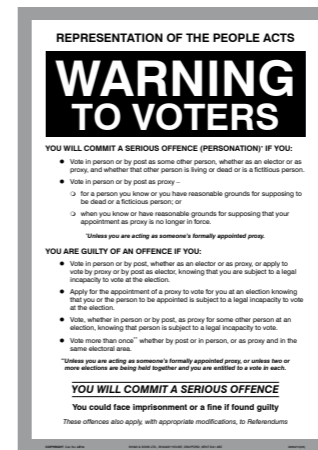 REPRESENTATION OF THE PEOPLE ACTS
WARNING
TO VOTERS
YOU WILL COMMIT A SERIOUS OFFENCE (PERSONATION)* IF YOU:
● Vote in person or by post as some other person, whether as an elector or as
proxy, and whether that other person is living or dead or is a fictitious person.
● Vote in person or by post as proxy –
❍ for a person you know or you have reasonable grounds for supposing to
be dead or a ficticious person; or
❍ when you know or have reasonable grounds for supposing that your
appointment as proxy is no longer in force.
*Unless you are acting as someone's formally appointed proxy.
YOU ARE GUILTY OF AN OFFENCE IF YOU:
● Vote in person or by post, whether as an elector or as proxy, or apply to
vote by proxy or by post as elector, knowing that you are subject to a legal
incapacity to vote at the election.
● Apply for the appointment of a proxy to vote for you at an election knowing
that you or the person to be appointed is subject to a legal incapacity to vote
at the election.
● Vote, whether in person or by post, as proxy for some other person at an
election, knowing that person is subject to a legal incapacity to vote.
● Vote more than once** whether by post or in person, or as proxy and in the
same electoral area.
**Unless you are acting as someone's formally appointed proxy, or unless two or
more elections are being held together and you are entitled to a vote in each.
YOU WILL COMMIT A SERIOUS OFFENCE
You could face imprisonment or a fine if found guilty
These offences also apply, with appropriate modifications, to Referendums